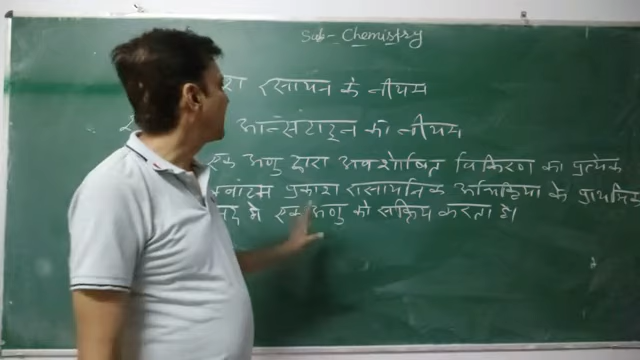 Sub- Chemistry
रसायन के नीयम
आन्सटाइन का नीयम
एक अणु द्वारा अवशोषित विकिरण का प्रत्येक
क्वांटम प्रकाश रासायनिक अभिक्रिया के प्राथमिक
पद मे एक अणु को सक्रिय करता है।